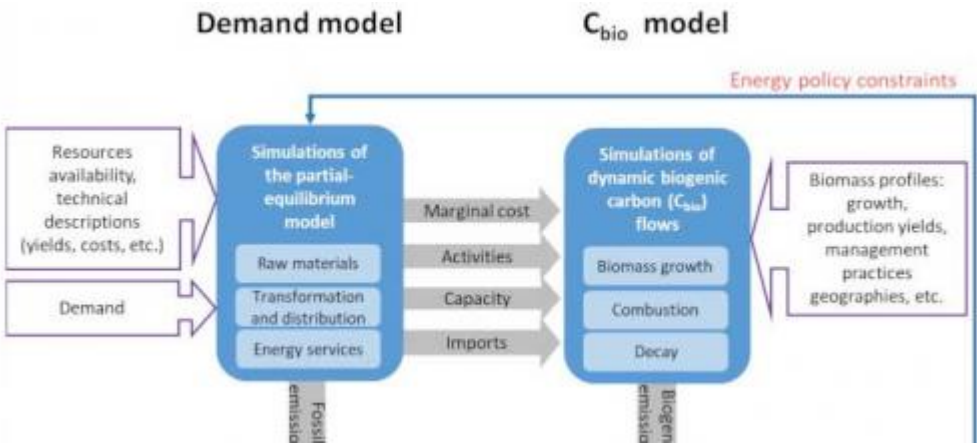 Demand model
C_bio model
Energy policy constraints
Resources
availability,
technical
descriptions
(yields, costs, etc.)
Demand
Simulations of
the partial-
equilibrium
model
Raw materials
Transformation
and distribution
Energy services
Marginal cost
Activities
Capacity
Imports
Simulations of
dynamic biogenic
carbon (C_bio)
flows
Biomass growth
Combustion
Decay
Biomass profiles:
growth,
production yields,
management
practices
geographies, etc.